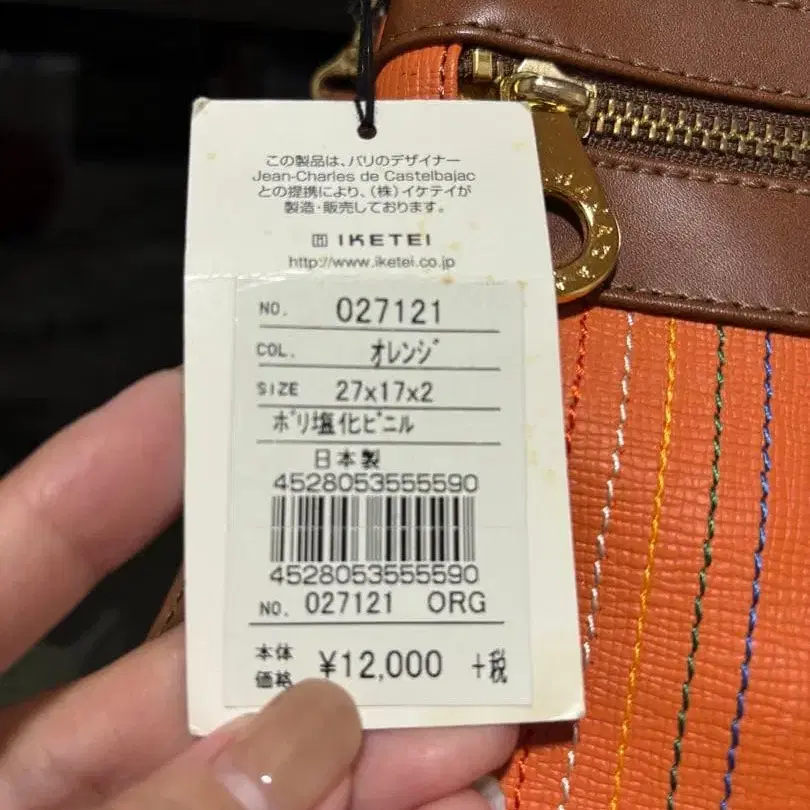 この製品は、パリのデザイナー
Jean-Charles de Castelbajac
との提携により、(株)イケテイが
製造・販売しております。
IKETEI
http://www.iketei.co.jp
NO. 027121
COL. オレンジ
SIZE 27x17x2
ポリ塩化ビニル
日本製
4528053555590
4528053555590
NO. 027121 ORG
本体
価格 ¥12,000 +税